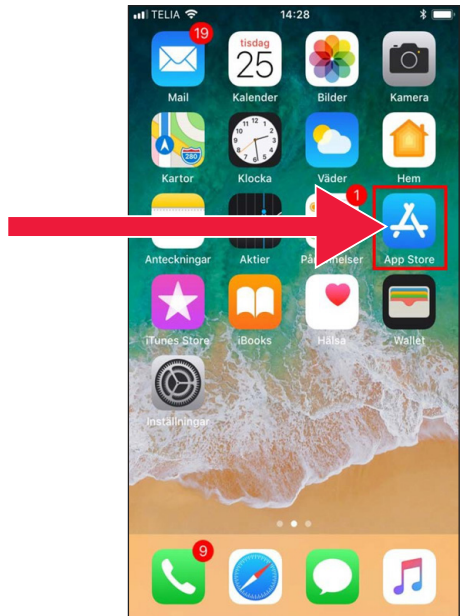 TELIA 14:28
19
tisdag
25
Mail Kalender Bilder Kamera
280
12
Kartor Klocka Väder Hem
1
Anteckningar Aktier App Store
iTunes Store iBooks Hälsa Wallet
Inställningar
9